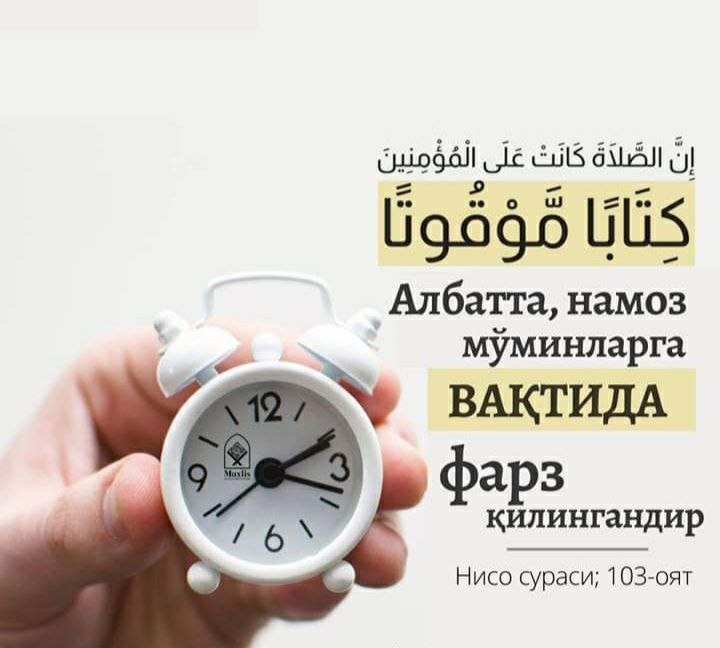 إِنَّ الصَّلَاةَ كَانَتْ عَلَى الْمُؤْمِنِينَ
كِتَابًا مَّوْقُوتًا
Албатта, намоз
мўминларга
ВАҚТИДА
фарз
қилингандир
Нисо сураси; 103-оят
12
3
9
6
Muxlis